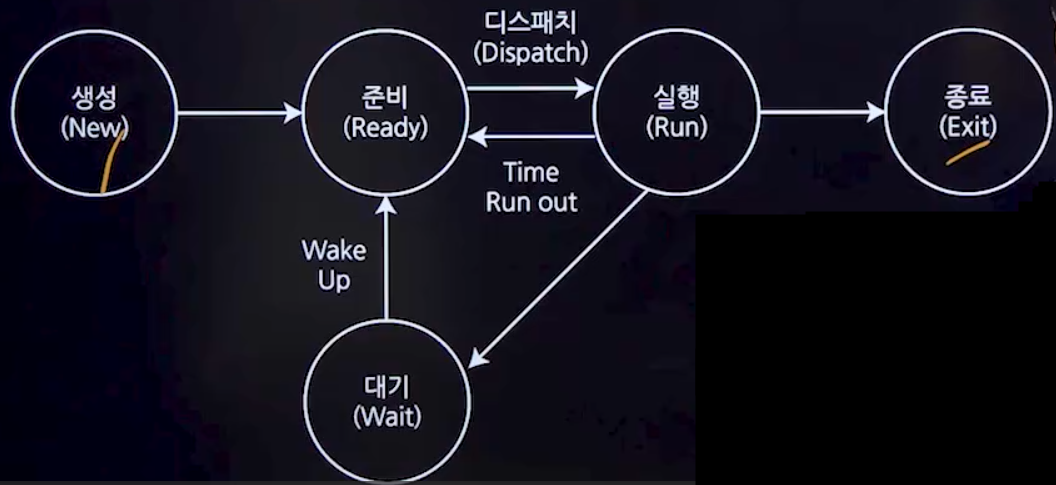 디스패치
(Dispatch)
생성
(New)
준비
(Ready)
실행
(Run)
종료
(Exit)
Time
Run out
Wake
Up
대기
(Wait)